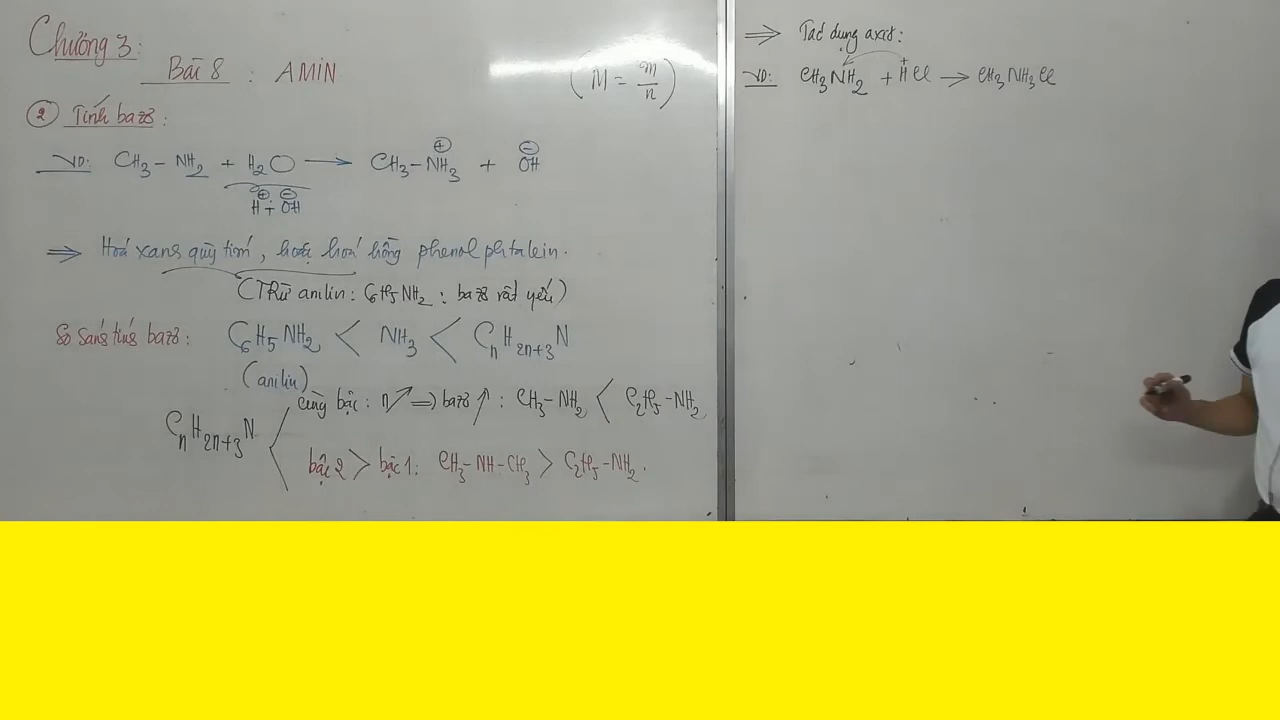 Chương 3:
Bài 8 : AMIN
(M = m/n)
② Tính bazơ:
VD: CH₃ – NH₂ + H₂O ⟶ CH₃ – NH₃⊕ + OH⊖
H⊕ + OH⊖
⇒ Hoá xanh quỳ tím, hoặc hoá hồng phenolphtalein.
(TRừ anilin: C₆H₅NH₂ : bazơ rất yếu)
So sánh tính bazơ: C₆H₅NH₂ < NH₃ < CₙH₂ₙ₊₃N
(anilin)
cùng bậc: n↗ ⇒ bazơ↗ : CH₃–NH₂ < C₂H₅–NH₂
CₙH₂ₙ₊₃N
bậc 2 > bậc 1: CH₃–NH–CH₃ > C₂H₅–NH₂.
⇒ Tác dụng axit:
VD: CH₃NH₂ + H⁺Cl ⟶ CH₃NH₃Cl